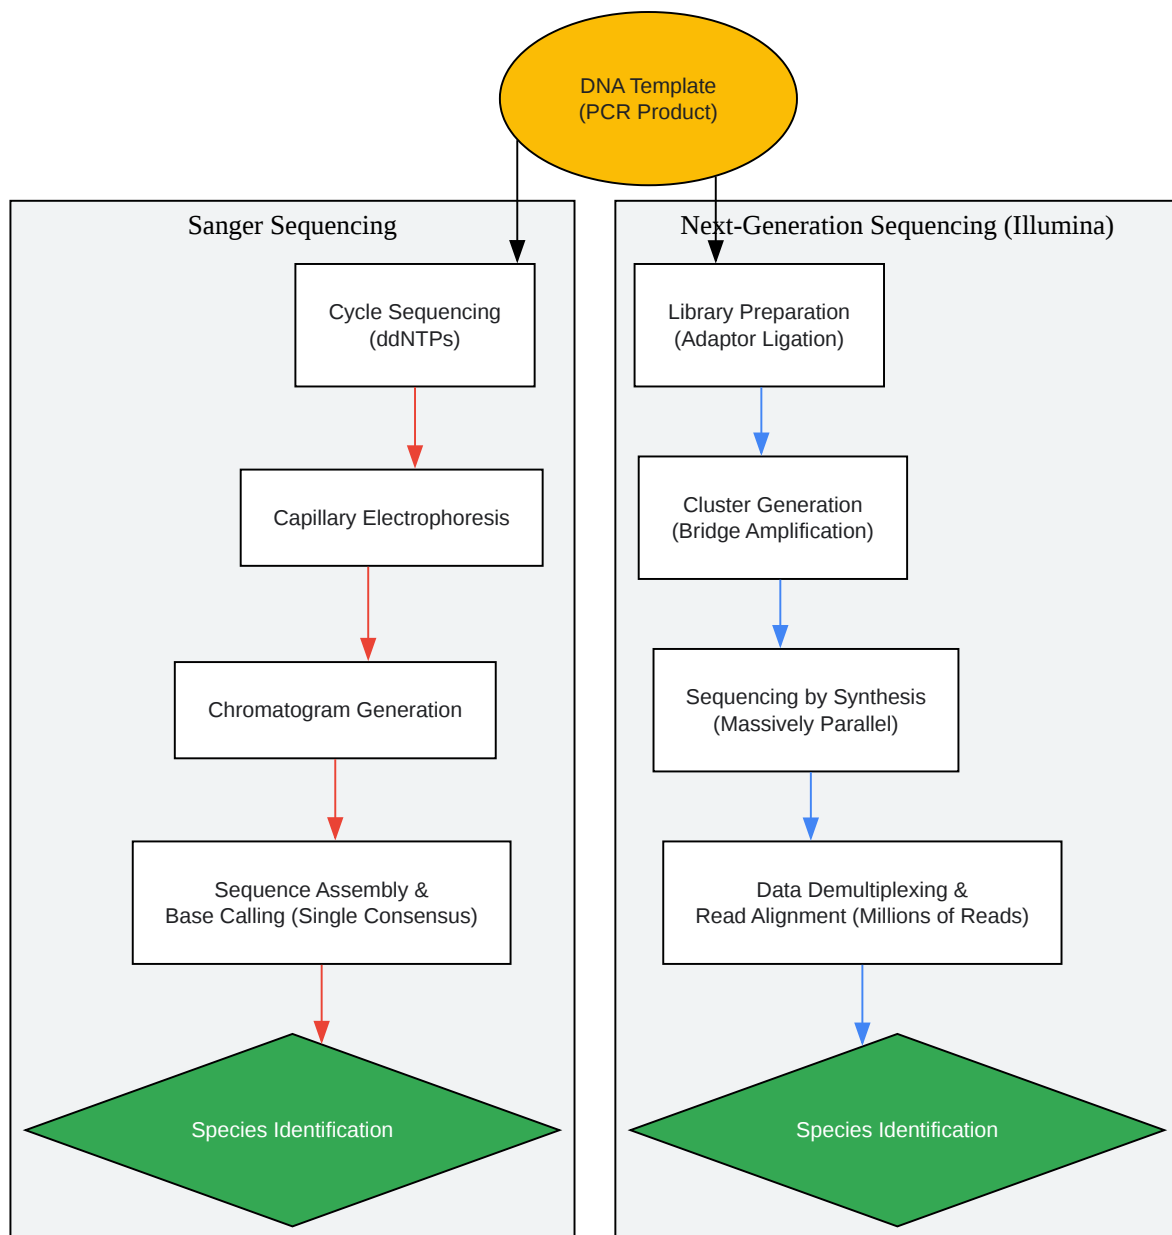 DNA Template
(PCR Product)
Sanger Sequencing
Cycle Sequencing
(ddNTPs)
Capillary Electrophoresis
Chromatogram Generation
Sequence Assembly &
Base Calling (Single Consensus)
Species Identification
Next-Generation Sequencing (Illumina)
Library Preparation
(Adaptor Ligation)
Cluster Generation
(Bridge Amplification)
Sequencing by Synthesis
(Massively Parallel)
Data Demultiplexing &
Read Alignment (Millions of Reads)
Species Identification